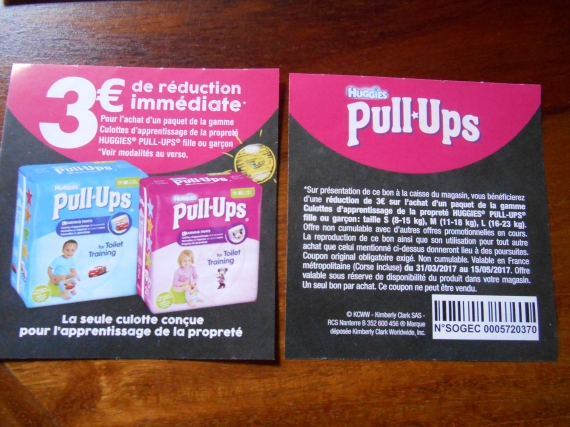 3€ de réduction
immédiate*
Pour l'achat d'un paquet de la gamme
Culottes d'apprentissage de la propreté
HUGGIES® PULL-UPS® fille ou garçon
*Voir modalités au verso.
HUGGIES
Pull-Ups
for Toilet
Training
HUGGIES
Pull-Ups
for Toilet
Training
La seule culotte conçue
pour l'apprentissage de la propreté
HUGGIES
Pull-Ups
*Sur présentation de ce bon à la caisse du magasin, vous bénéficierez
d'une réduction de 3€ sur l'achat d'un paquet de la gamme
Culottes d'apprentissage de la propreté HUGGIES® PULL-UPS®
fille ou garçon: taille S (8-15 kg), M (11-18 kg), L (16-23 kg).
Offre non cumulable avec d'autres offres promotionnelles en cours.
La reproduction de ce bon ainsi que son utilisation pour tout autre
achat que celui mentionné ci-dessus donneront lieu à des poursuites.
Coupon original obligatoire exigé. Non cumulable. Valable en France
métropolitaine (Corse Incluse) du 31/03/2017 au 15/05/2017. Offre
valable sous réserve de disponibilité du produit dans votre magasin.
Un seul bon par achat. Ce coupon ne peut être vendu.
© KCWW - Kimberly Clark SAS -
RCS Nanterre B 352 600 456 ® Marque
déposée Kimberly Clark Worldwide, Inc.
N°SOGEC 0005720370